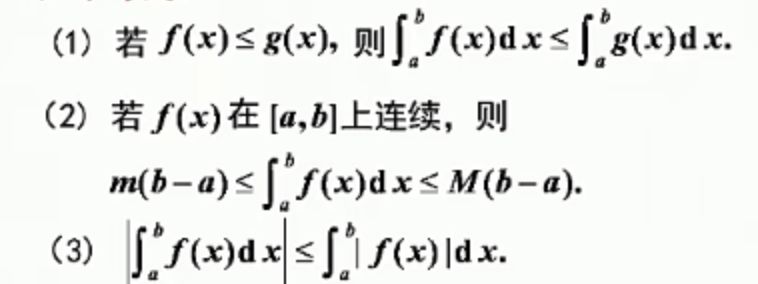 (1) 若 f(x) ≤ g(x), 则 ∫_a^b f(x)dx ≤ ∫_a^b g(x)dx.
(2) 若 f(x) 在 [a,b]上连续，则
m(b−a) ≤ ∫_a^b f(x)dx ≤ M(b−a).
(3) |∫_a^b f(x)dx| ≤ ∫_a^b |f(x)|dx.